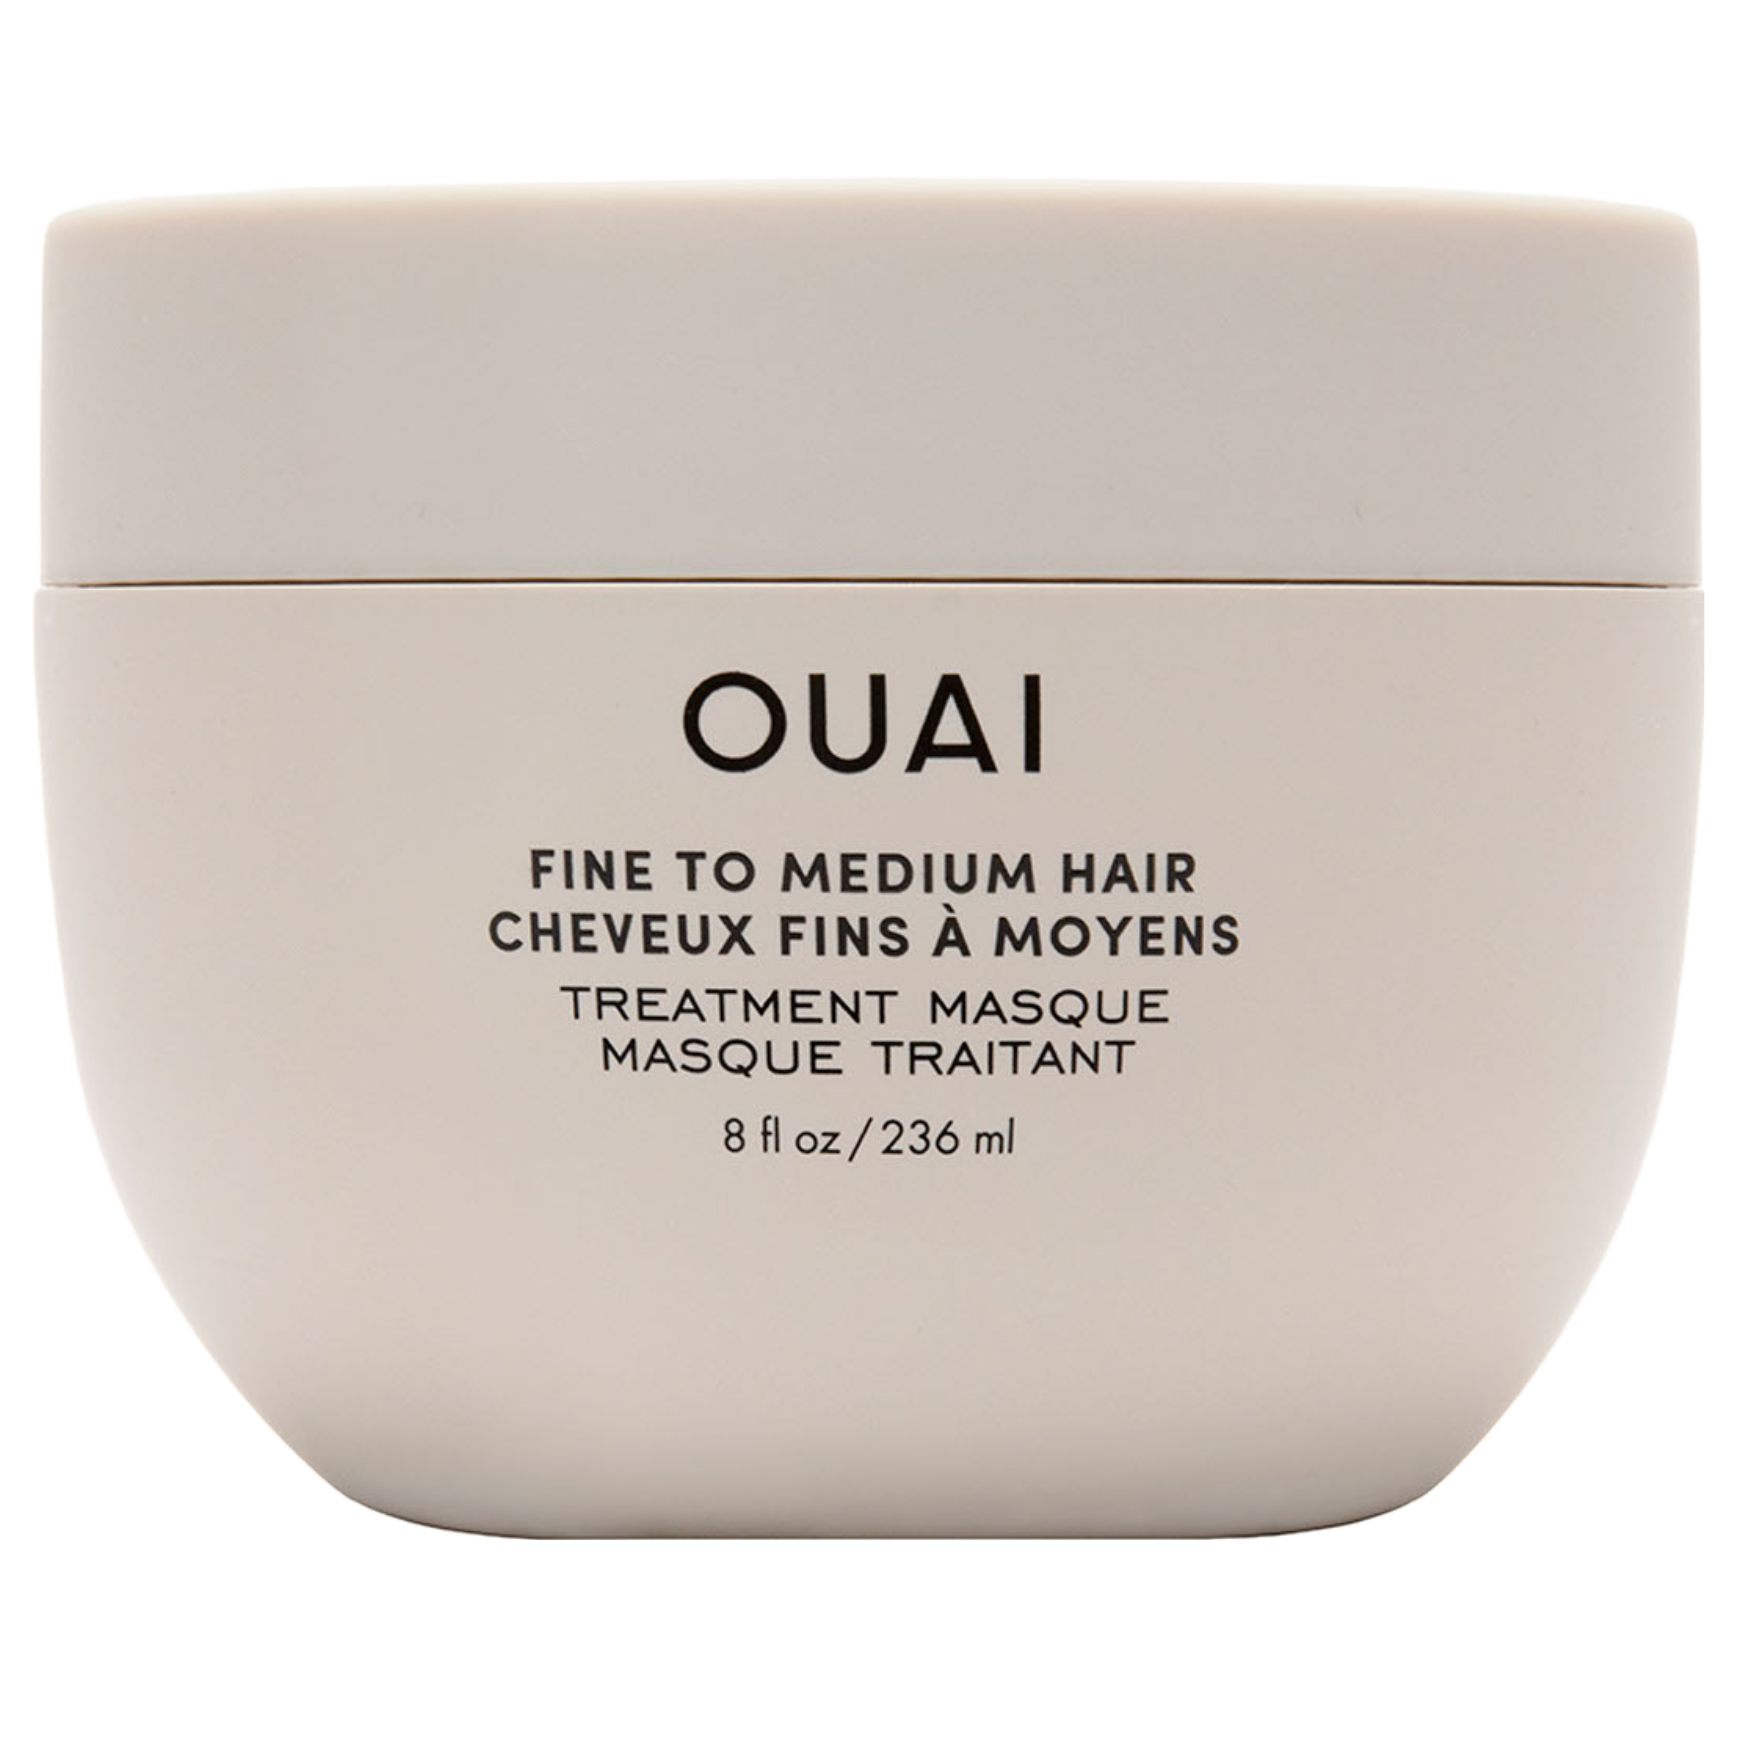 OUAI
FINE TO MEDIUM HAIR
CHEVEUX FINS À MOYENS
TREATMENT MASQUE
MASQUE TRAITANT
8 fl oz/236 ml